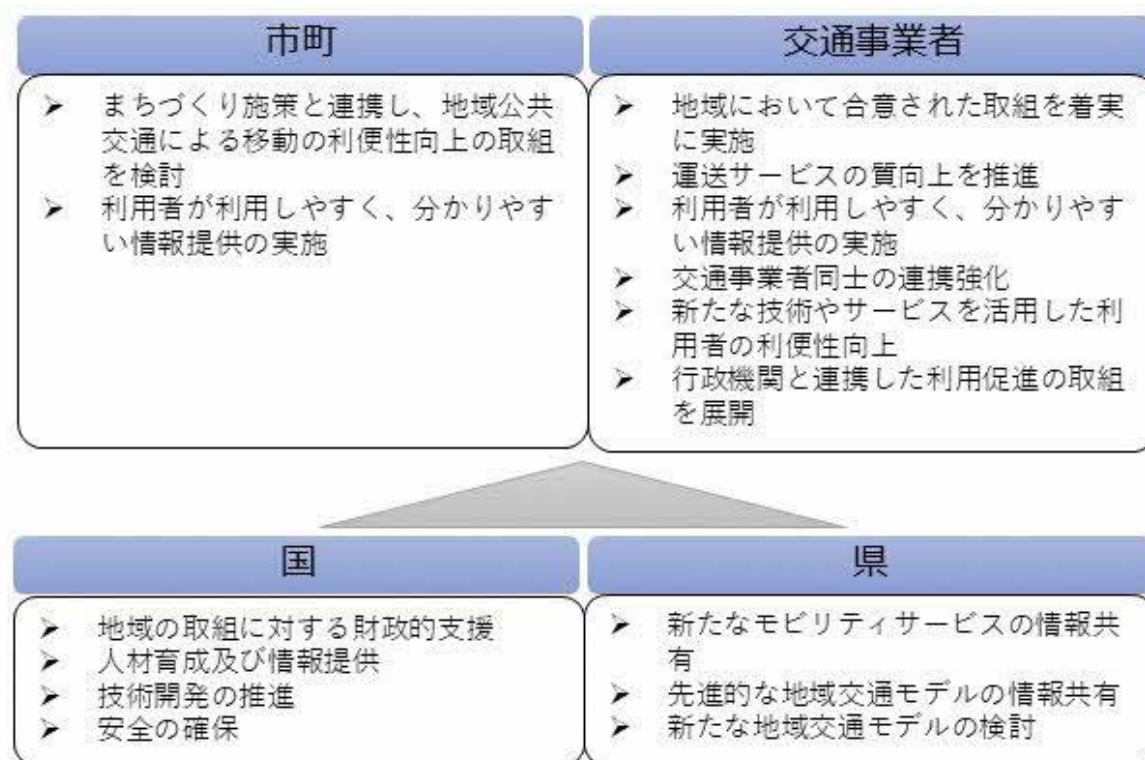 市町
➢ まちづくり施策と連携し、地域公共
交通による移動の利便性向上の取組
を検討
➢ 利用者が利用しやすく、分かりやす
い情報提供の実施
交通事業者
➢ 地域において合意された取組を着実
に実施
➢ 運送サービスの質向上を推進
➢ 利用者が利用しやすく、分かりやす
い情報提供の実施
➢ 交通事業者同士の連携強化
➢ 新たな技術やサービスを活用した利
用者の利便性向上
➢ 行政機関と連携した利用促進の取組
を展開
国
➢ 地域の取組に対する財政的支援
➢ 人材育成及び情報提供
➢ 技術開発の推進
➢ 安全の確保
県
➢ 新たなモビリティサービスの情報共
有
➢ 先進的な地域交通モデルの情報共有
➢ 新たな地域交通モデルの検討